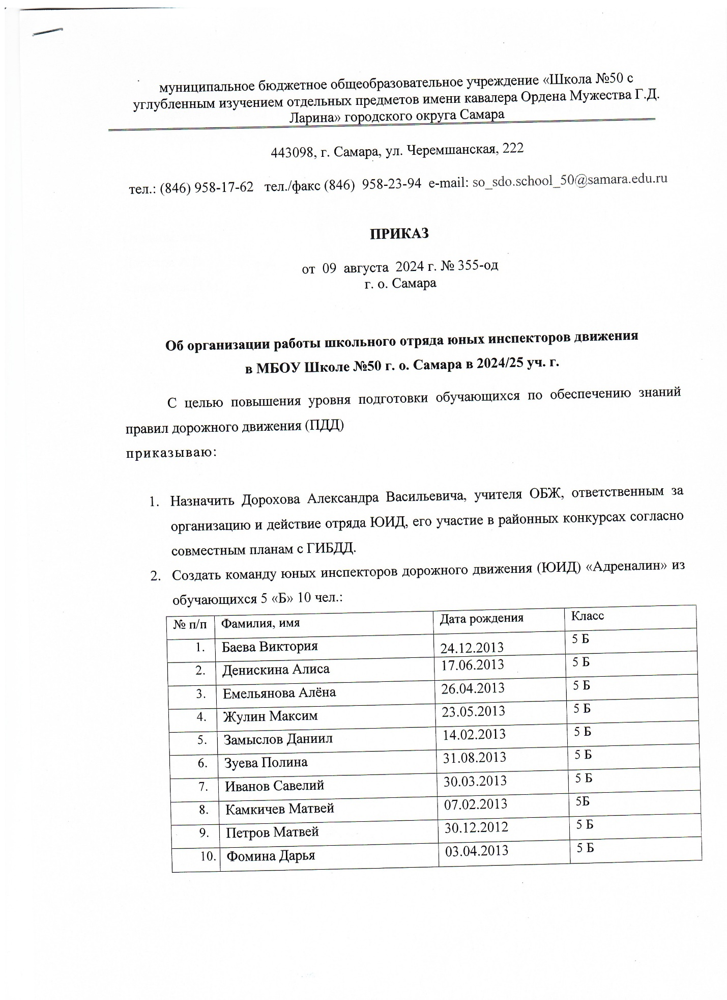 муниципальное бюджетное общеобразовательное учреждение «Школа №50 с
углубленным изучением отдельных предметов имени кавалера Ордена Мужества Г.Д.
Ларина» городского округа Самара
443098, г. Самара, ул. Черемшанская, 222
тел.: (846) 958-17-62 тел./факс (846) 958-23-94 e-mail: so_sdo.school_50@samara.edu.ru
ПРИКАЗ
от 09 августа 2024 г. № 355-од
г. о. Самара
Об организации работы школьного отряда юных инспекторов движения
в МБОУ Школе №50 г. о. Самара в 2024/25 уч. г.
С целью повышения уровня подготовки обучающихся по обеспечению знаний
правил дорожного движения (ПДД)
приказываю:
1. Назначить Дорохова Александра Васильевича, учителя ОБЖ, ответственным за
организацию и действие отряда ЮИД, его участие в районных конкурсах согласно
совместным планам с ГИБДД.
2. Создать команду юных инспекторов дорожного движения (ЮИД) «Адреналин» из
обучающихся 5 «Б» 10 чел.:
№ п/п Фамилия, имя Дата рождения Класс
1. Баева Виктория 24.12.2013 5 Б
2. Денискина Алиса 17.06.2013 5 Б
3. Емельянова Алёна 26.04.2013 5 Б
4. Жулин Максим 23.05.2013 5 Б
5. Замыслов Даниил 14.02.2013 5 Б
6. Зуева Полина 31.08.2013 5 Б
7. Иванов Савелий 30.03.2013 5 Б
8. Камкичев Матвей 07.02.2013 5Б
9. Петров Матвей 30.12.2012 5 Б
10. Фомина Дарья 03.04.2013 5 Б